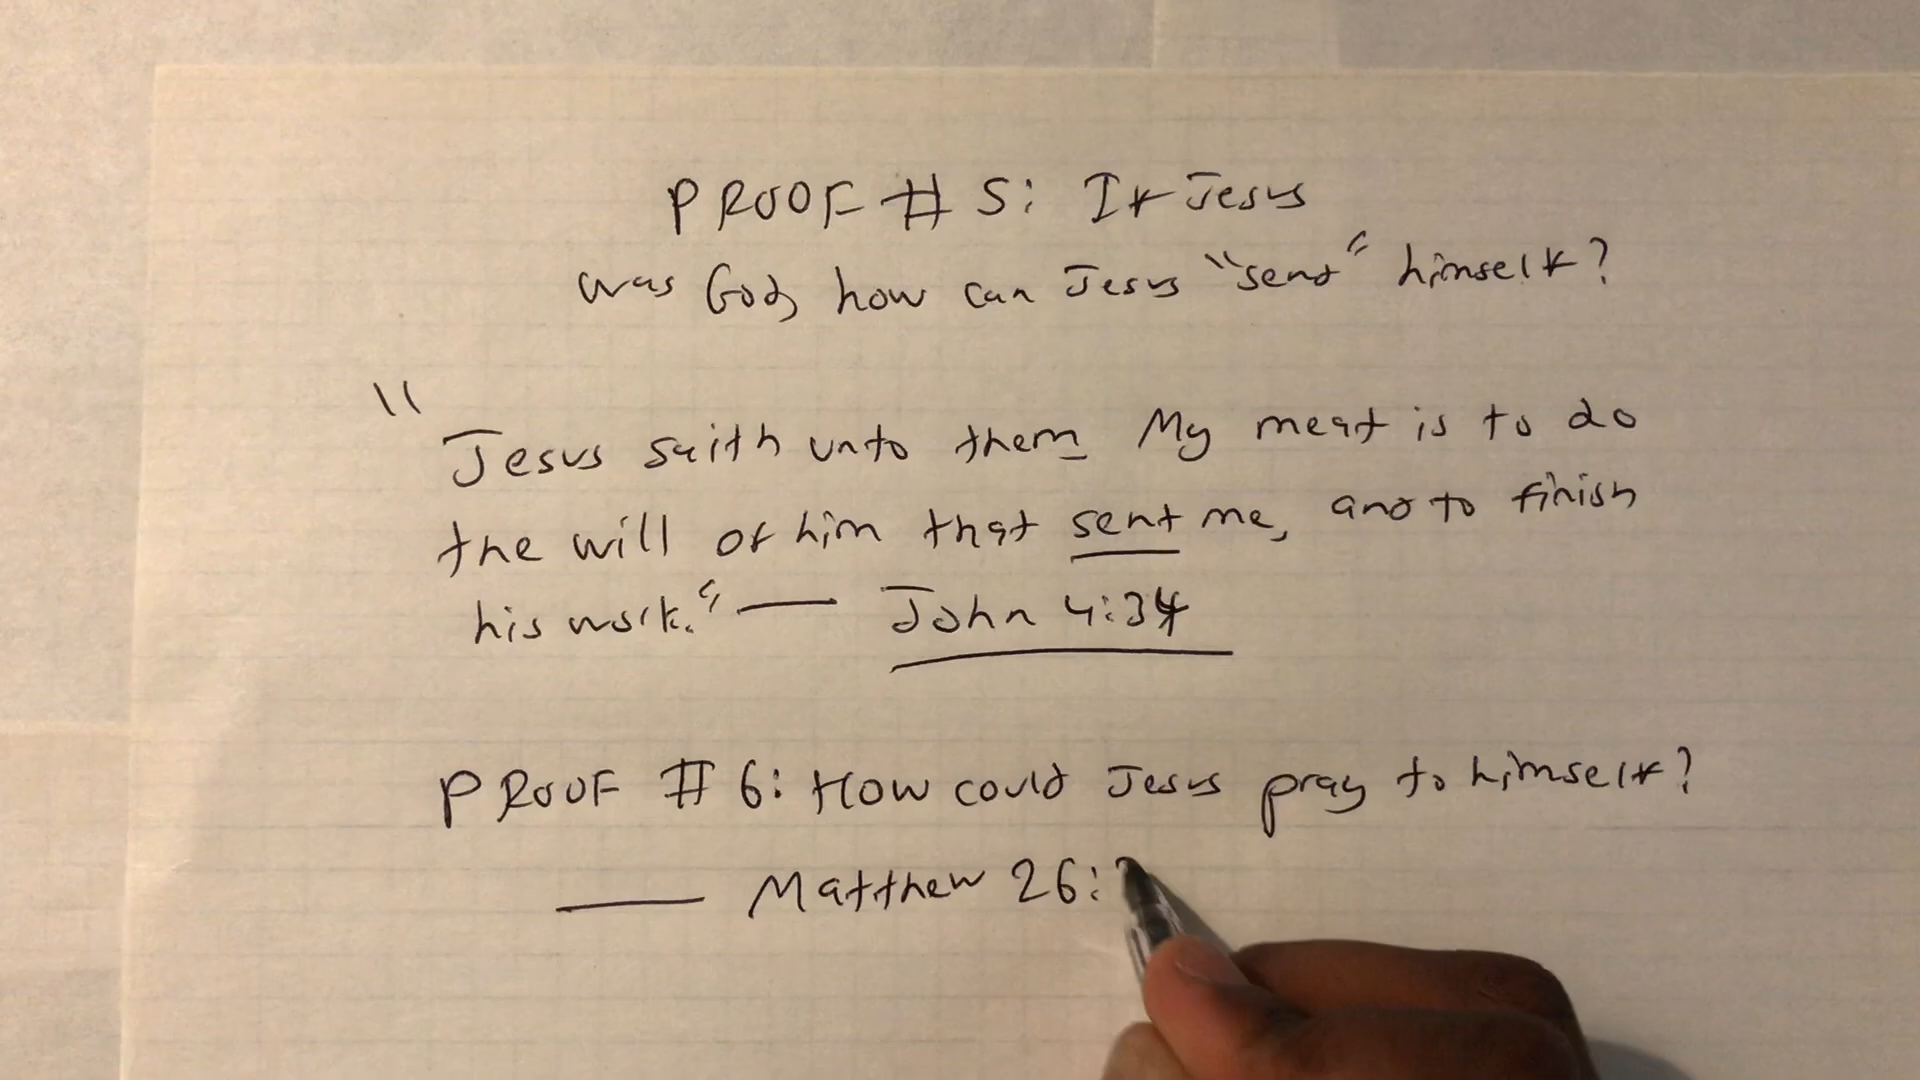 PROOF # 5: If Jesus
was God, how can Jesus "sent" himself?
"Jesus saith unto them My meat is to do
the will of him that sent me, and to finish
his work." — John 4:34
PROOF # 6: How could Jesus pray to himself?
— Matthew 26: